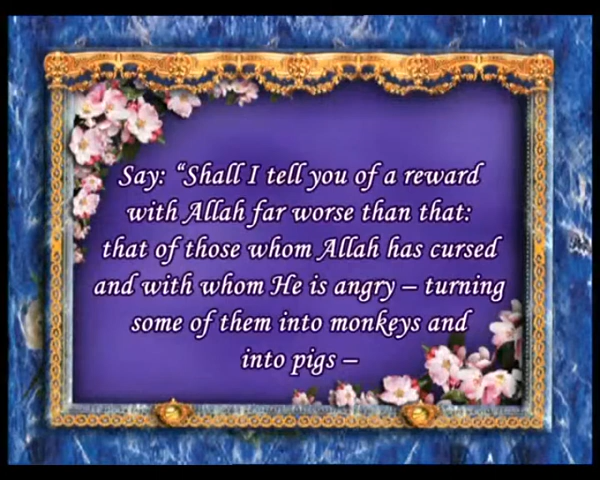 Say: “Shall I tell you of a reward
with Allah far worse than that:
that of those whom Allah has cursed
and with whom He is angry – turning
some of them into monkeys and
into pigs –